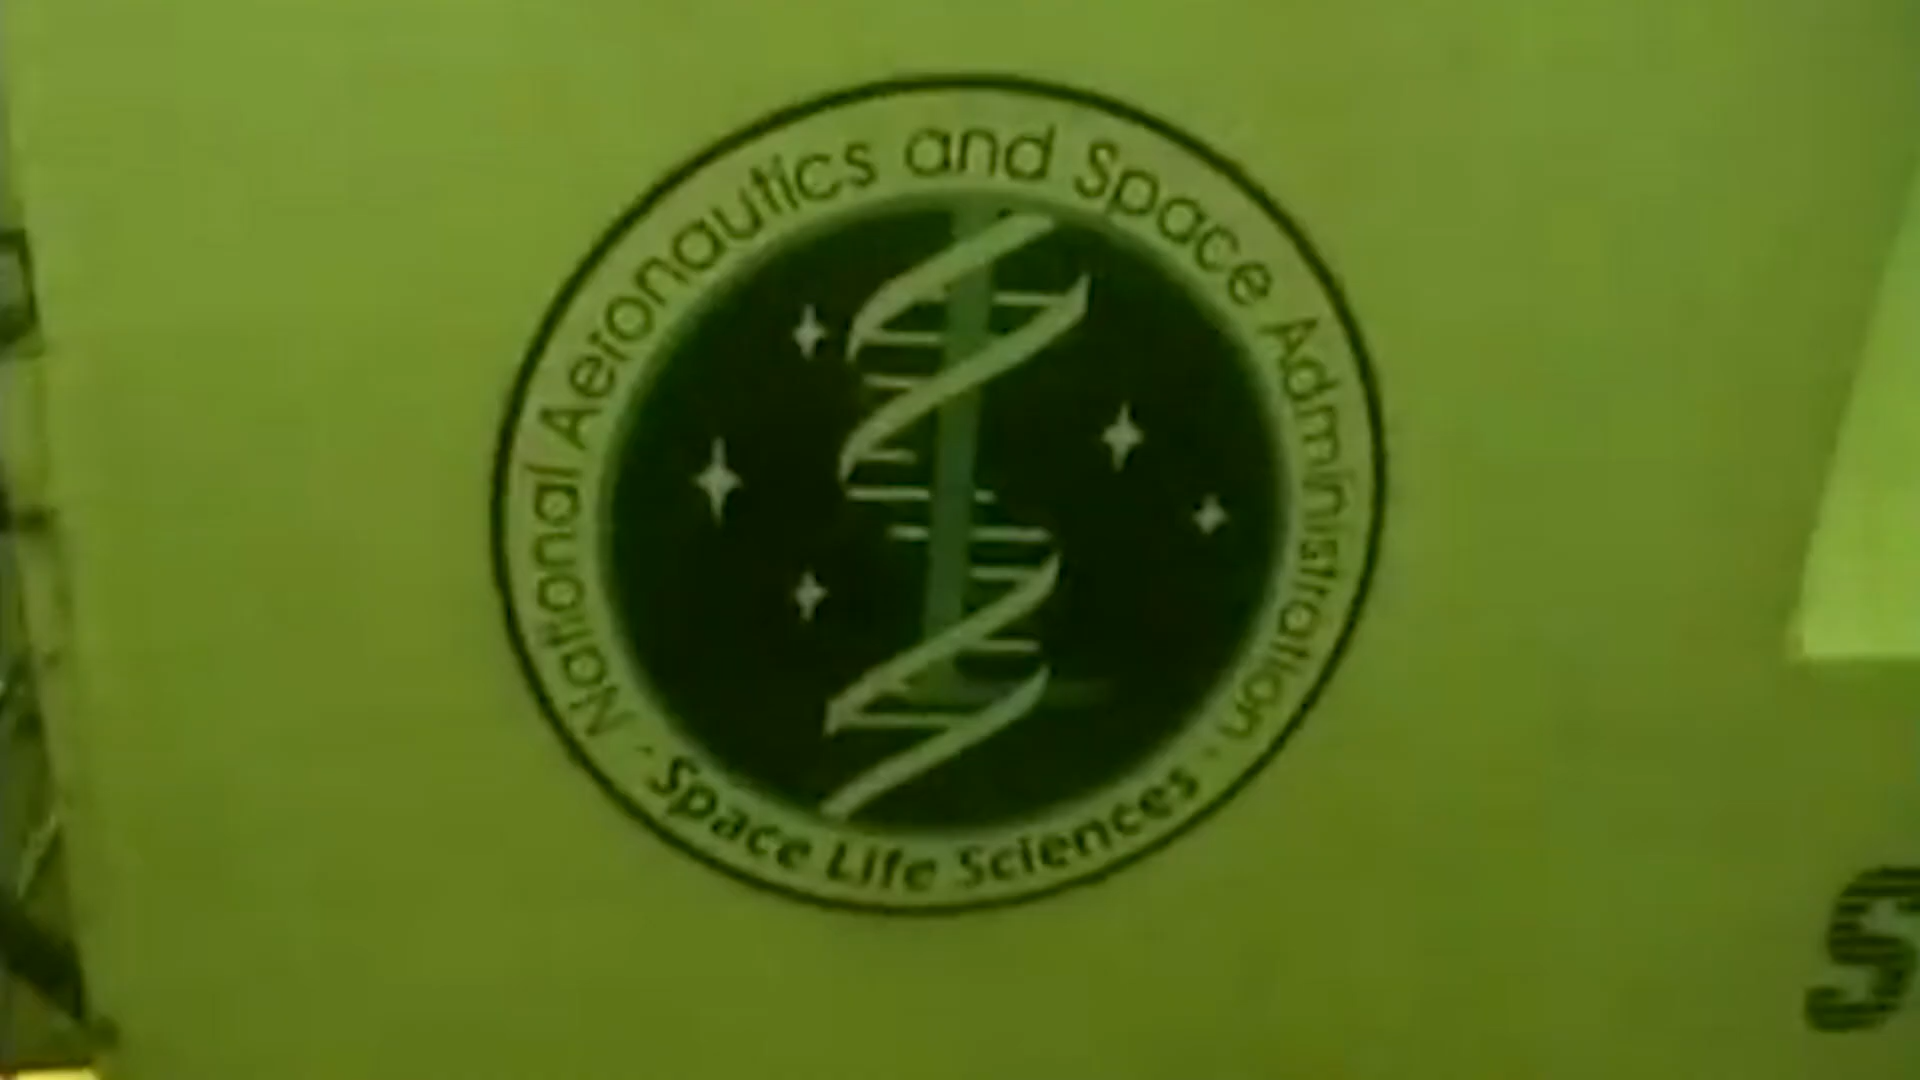 National Aeronautics and Space Administration
· Space Life Sciences ·
S